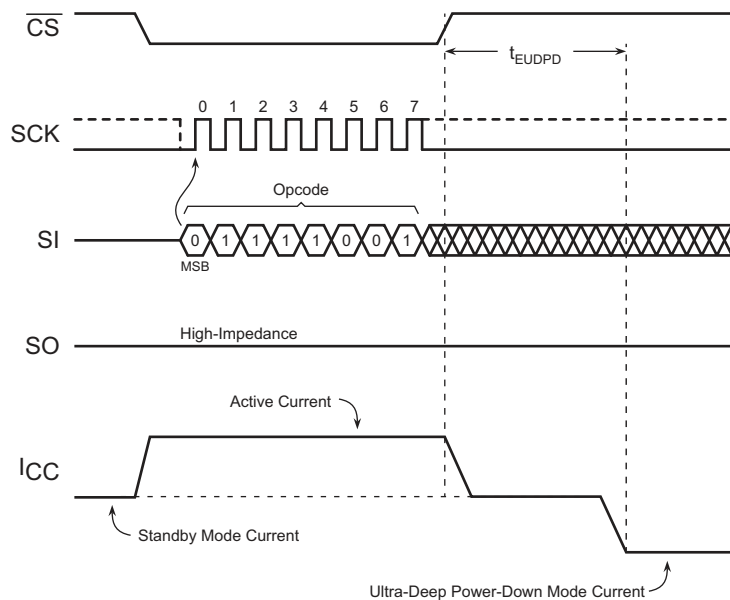 CS
tEUDPD
0 1 2 3 4 5 6 7
SCK
Opcode
SI
0 1 1 1 1 0 0 1
MSB
High-Impedance
SO
Active Current
ICC
Standby Mode Current
Ultra-Deep Power-Down Mode Current